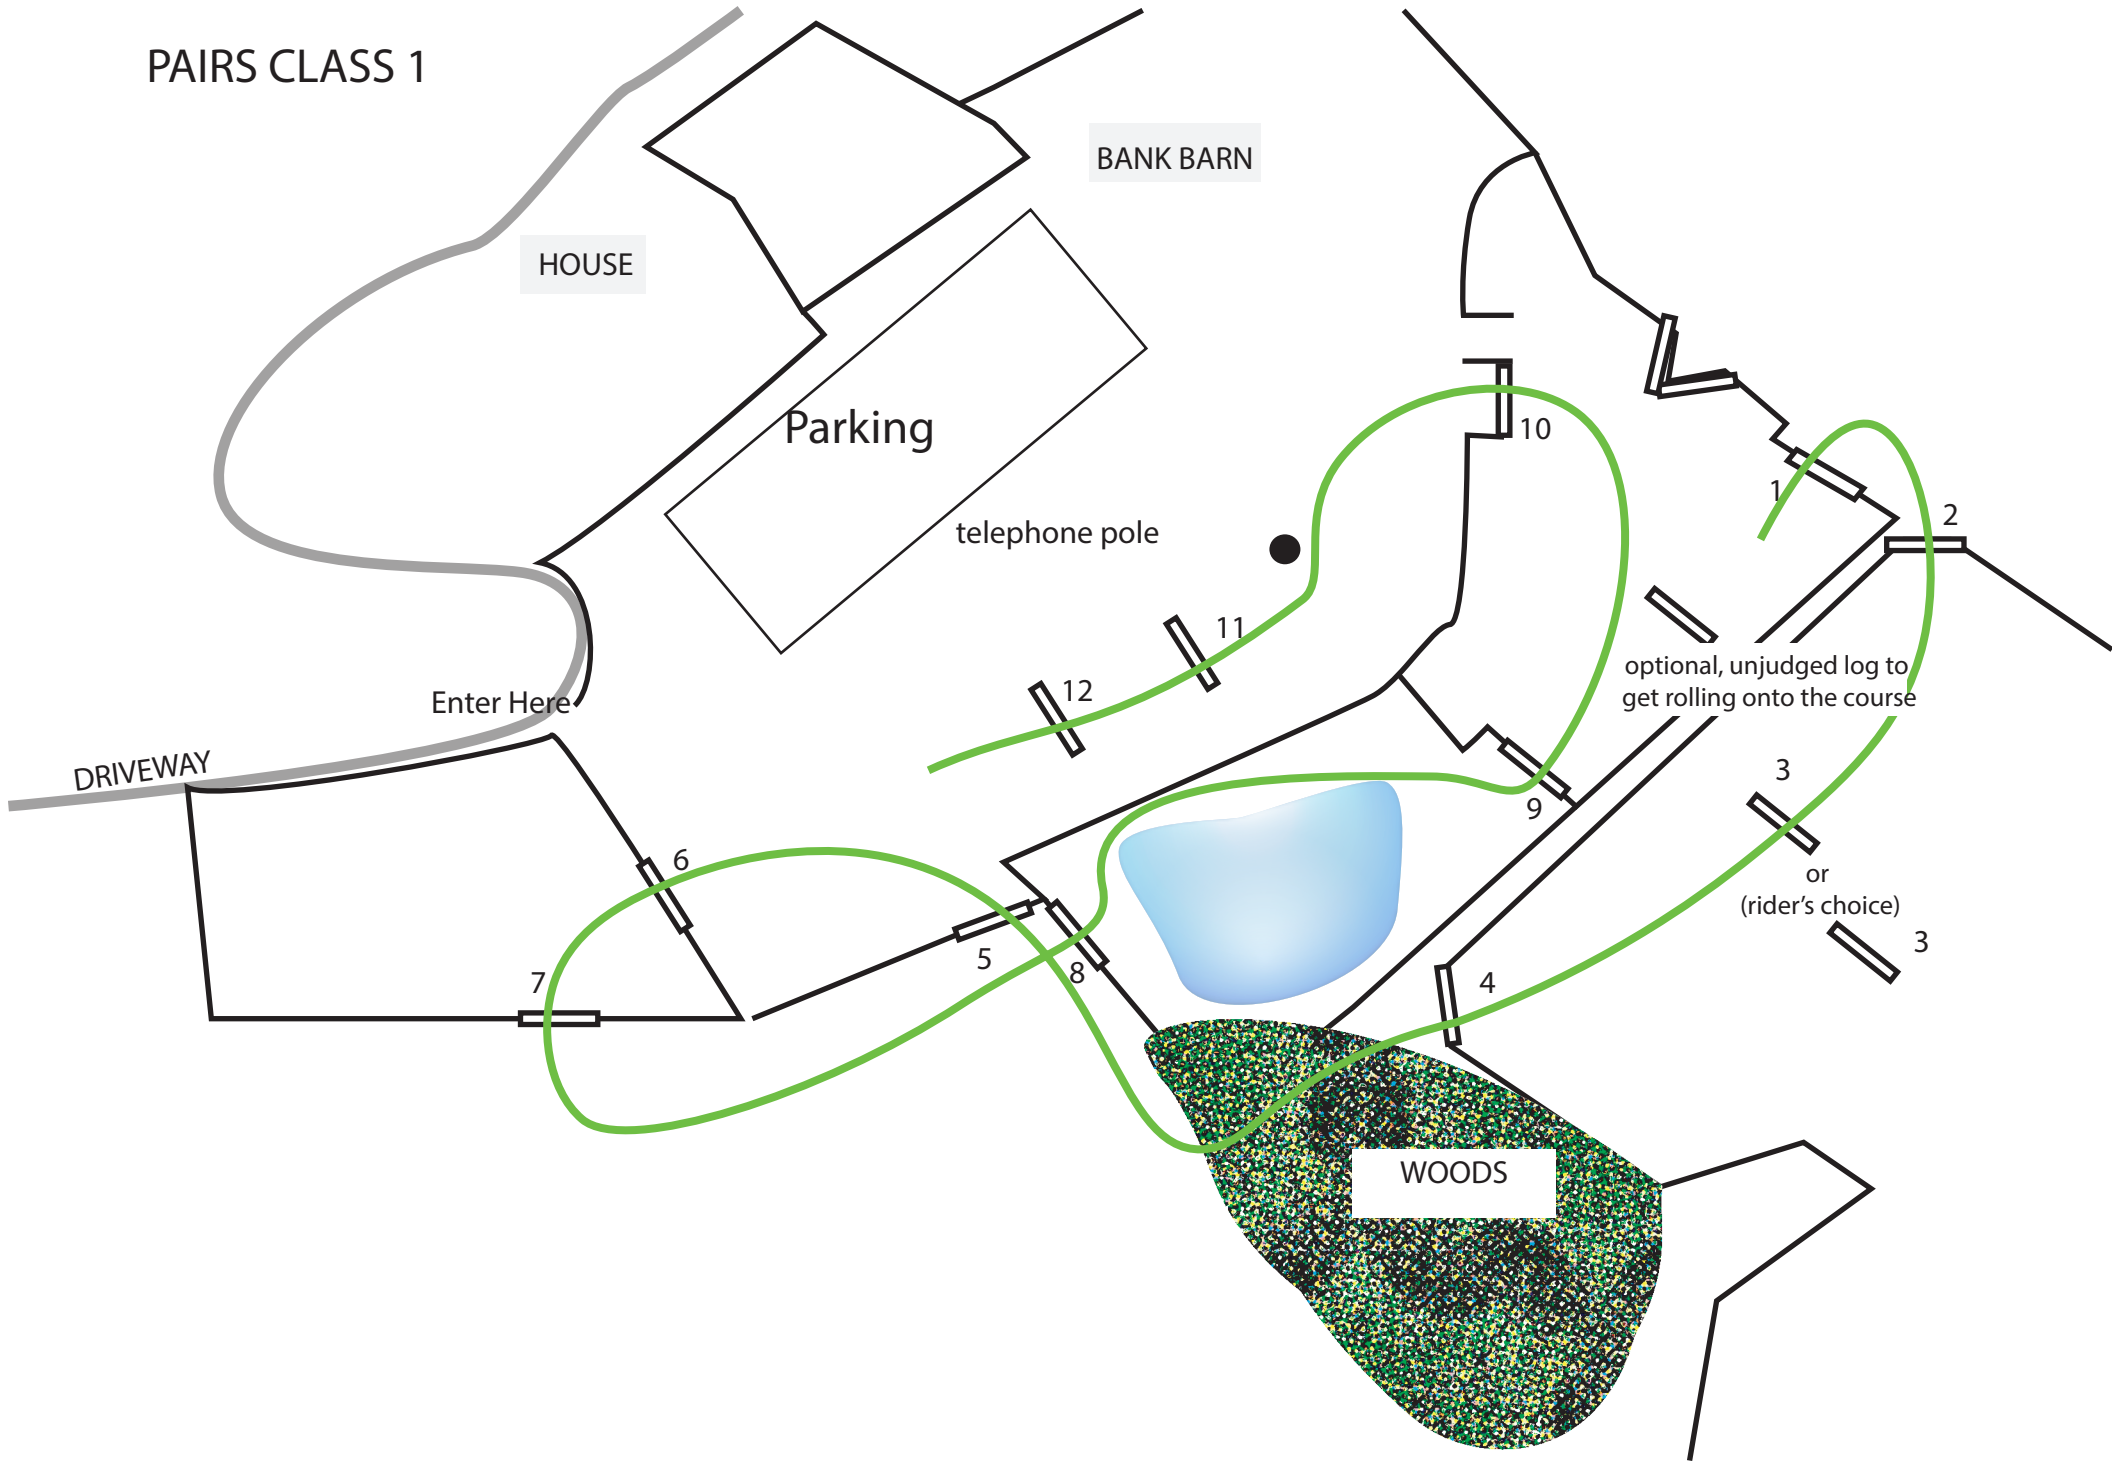 PAIRS CLASS 1
BANK BARN
HOUSE
Parking
10
1
2
telephone pole
11
optional, unjudged log to
get rolling onto the course
12
Enter Here
DRIVEWAY
3
9
6
or
(rider's choice)
3
5
8
7
4
WOODS